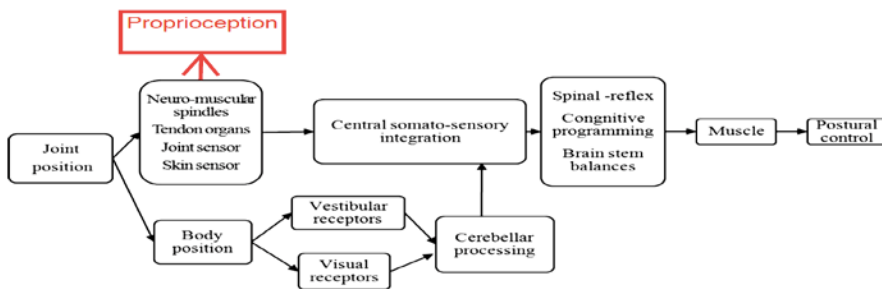 Proprioception
Neuro-muscular
spindles
Tendon organs
Joint sensor
Skin sensor
Joint
position
Central somato-sensory
integration
Spinal -reflex
Congnitive
programming
Brain stem
balances
Muscle
Postural
control
Body
position
Vestibular
receptors
Visual
receptors
Cerebellar
processing